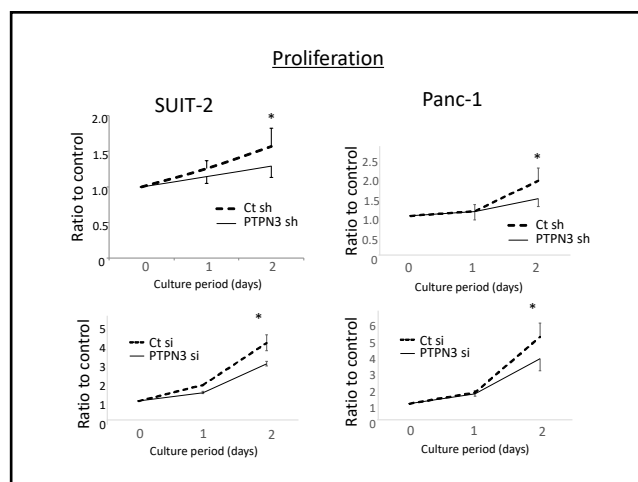 Proliferation
SUIT-2
2.0
1.5
1.0
0.5
0
Ratio to control
*
Ct sh
PTPN3 sh
0 1 2
Culture period (days)
Panc-1
2.5
2.0
1.5
1.0
0.5
0
Ratio to control
*
Ct sh
PTPN3 sh
0 1 2
Culture period (days)
5
4
3
2
1
0
Ratio to control
*
Ct si
PTPN3 si
0 1 2
Culture period (days)
6
5
4
3
2
1
0
Ratio to control
*
Ct si
PTPN3 si
0 1 2
Culture period (days)